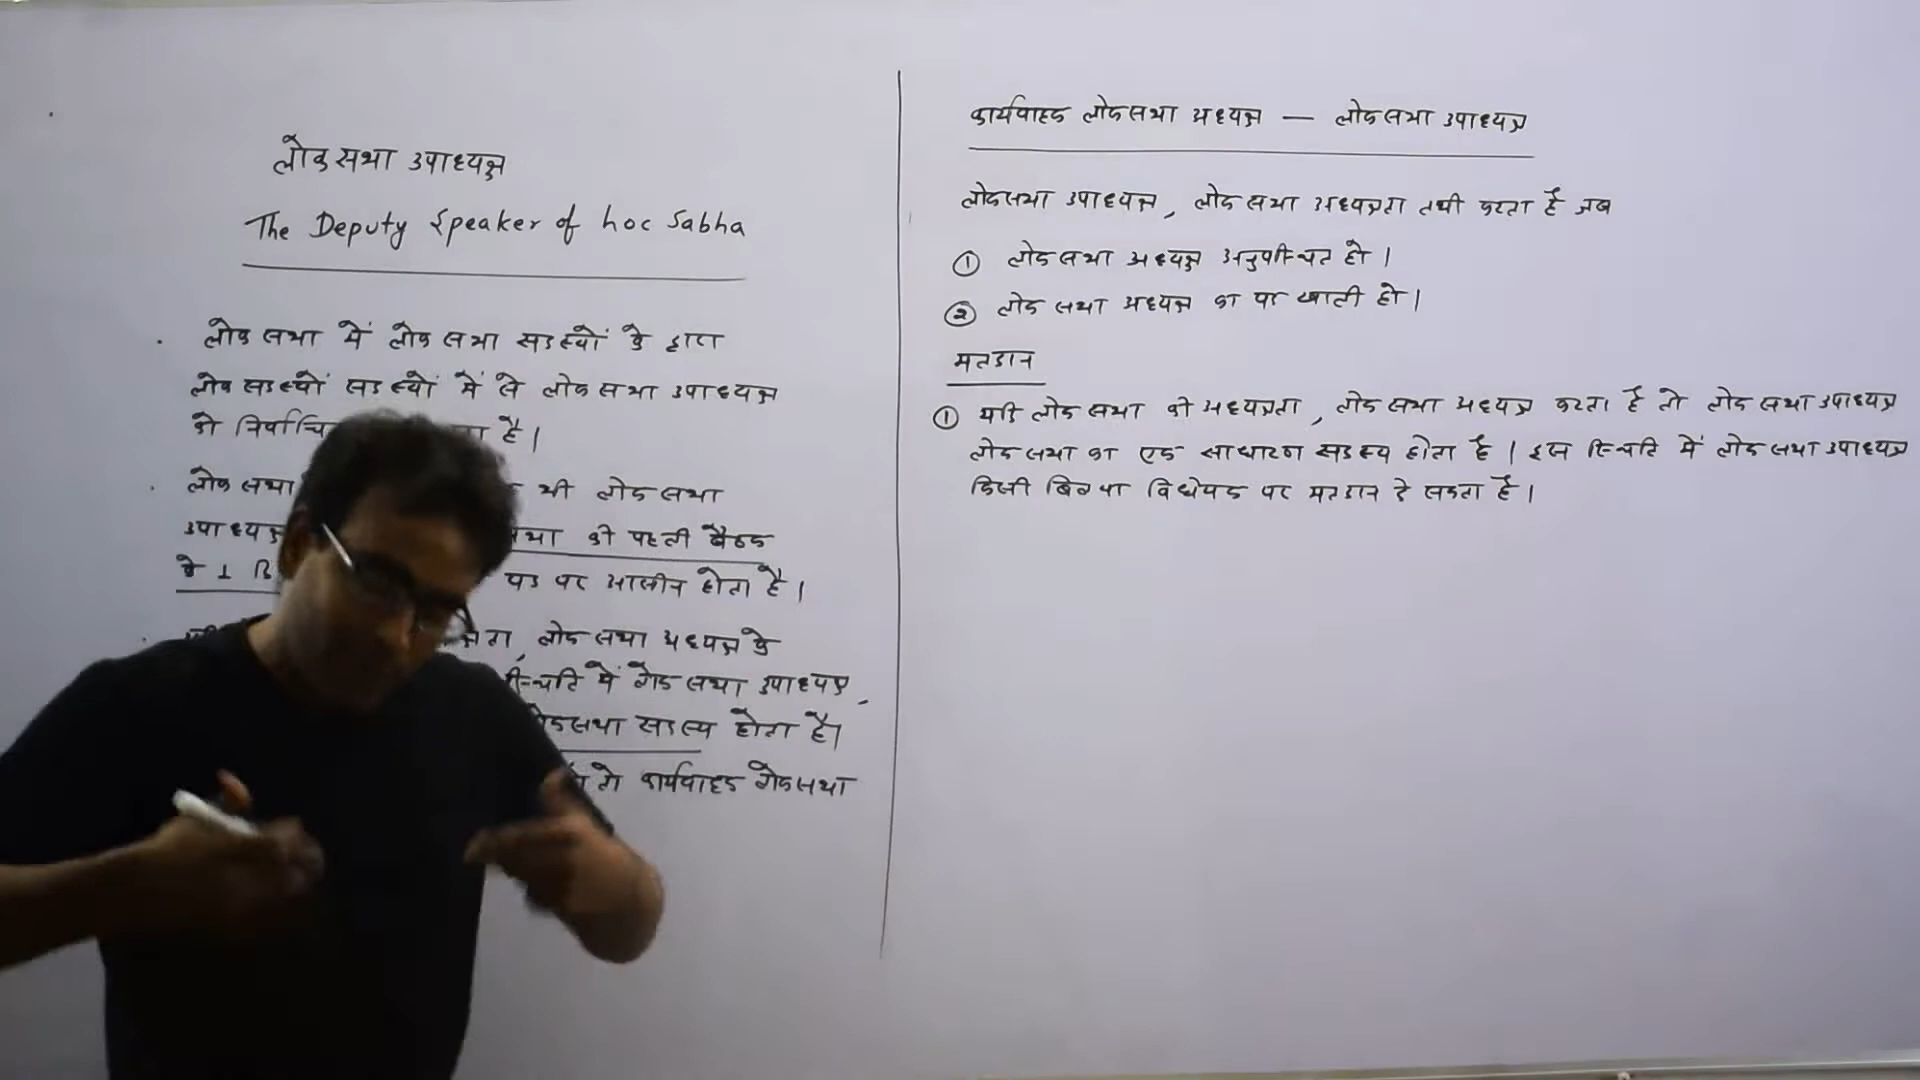 लोक सभा उपाध्यक्ष
The Deputy Speaker of hoc Sabha
लोक सभा में लोक सभा सदस्यों के द्वारा
लोक सदस्यों सदस्यों में से लोक सभा उपाध्यक्ष
को है।
लोक सभा भी लोक सभा
उपाध्यक्ष की पहली बैठक
के 1 पद पर आसीन होता है।
लोक सभा अध्यक्ष के
में लोक सभा उपाध्यक्ष,
लोकसभा सदस्य होता है।
तो कार्यवाहक लोकसभा
कार्यवाहक लोकसभा अध्यक्ष — लोकसभा उपाध्यक्ष
लोकसभा उपाध्यक्ष, लोकसभा अध्यक्षता तभी करता है जब
① लोकसभा अध्यक्ष अनुपस्थित हो।
② लोक सभा अध्यक्ष का पद खाली हो।
मतदान
① यदि लोक सभा की अध्यक्षता, लोक सभा अध्यक्ष करता है तो लोक सभा उपाध्यक्ष
लोक सभा का एक साधारण सदस्य होता है। इस स्थिति में लोक सभा उपाध्यक्ष
किसी बिल या विधेयक पर मतदान दे सकता है।